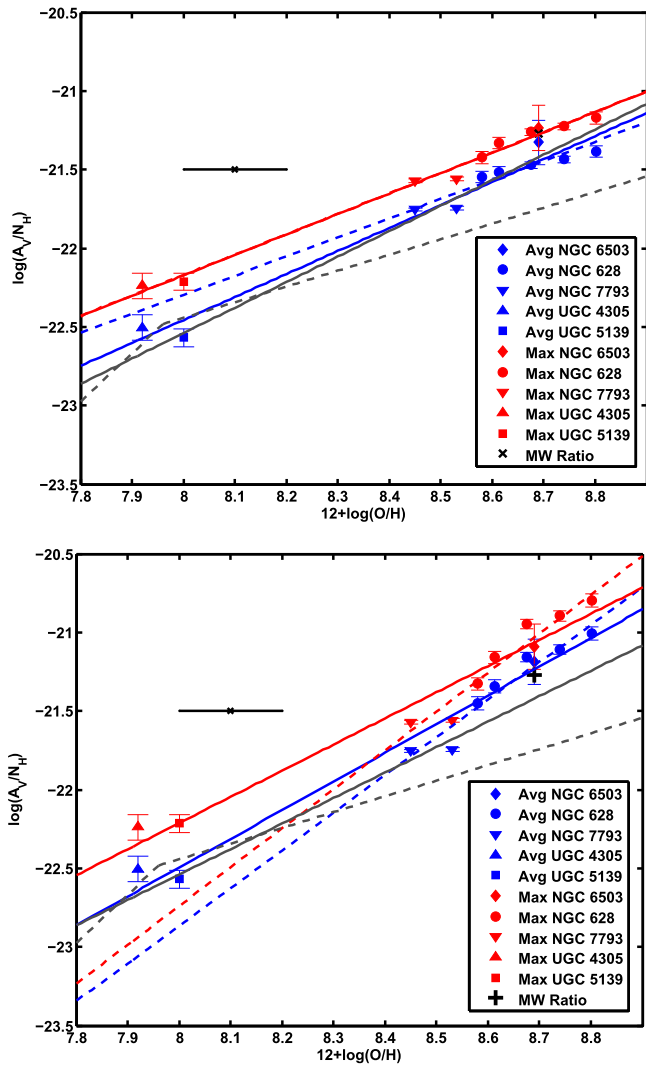 −20.5
−21
−21.5
−22
−22.5
−23
−23.5
log(A_V/N_H)
7.8 7.9 8 8.1 8.2 8.3 8.4 8.5 8.6 8.7 8.8
12+log(O/H)
Avg NGC 6503
Avg NGC 628
Avg NGC 7793
Avg UGC 4305
Avg UGC 5139
Max NGC 6503
Max NGC 628
Max NGC 7793
Max UGC 4305
Max UGC 5139
MW Ratio
−20.5
−21
−21.5
−22
−22.5
−23
−23.5
log(A_V/N_H)
7.8 7.9 8 8.1 8.2 8.3 8.4 8.5 8.6 8.7 8.8
12+log(O/H)
Avg NGC 6503
Avg NGC 628
Avg NGC 7793
Avg UGC 4305
Avg UGC 5139
Max NGC 6503
Max NGC 628
Max NGC 7793
Max UGC 4305
Max UGC 5139
MW Ratio